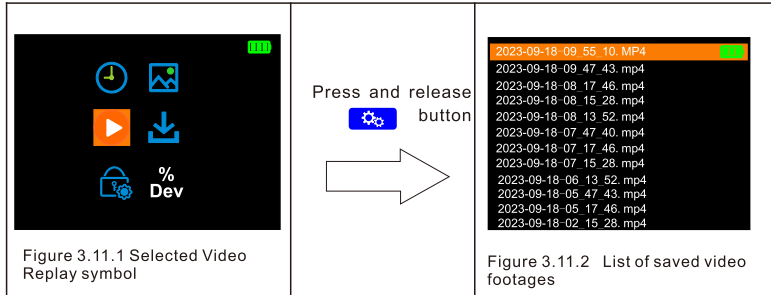 %
Dev
Figure 3.11.1 Selected Video
Replay symbol
Press and release
button
2023-09-18-09_55_10. MP4
2023-09-18-09_47_43. mp4
2023-09-18-08_17_46. mp4
2023-09-18-08_15_28. mp4
2023-09-18-08_13_52. mp4
2023-09-18-07_47_40. mp4
2023-09-18-07_17_46. mp4
2023-09-18-07_15_28. mp4
2023-09-18-06_13_52. mp4
2023-09-18-05_47_43. mp4
2023-09-18-05_17_46. mp4
2023-09-18-02_15_28. mp4
Figure 3.11.2 List of saved video
footages